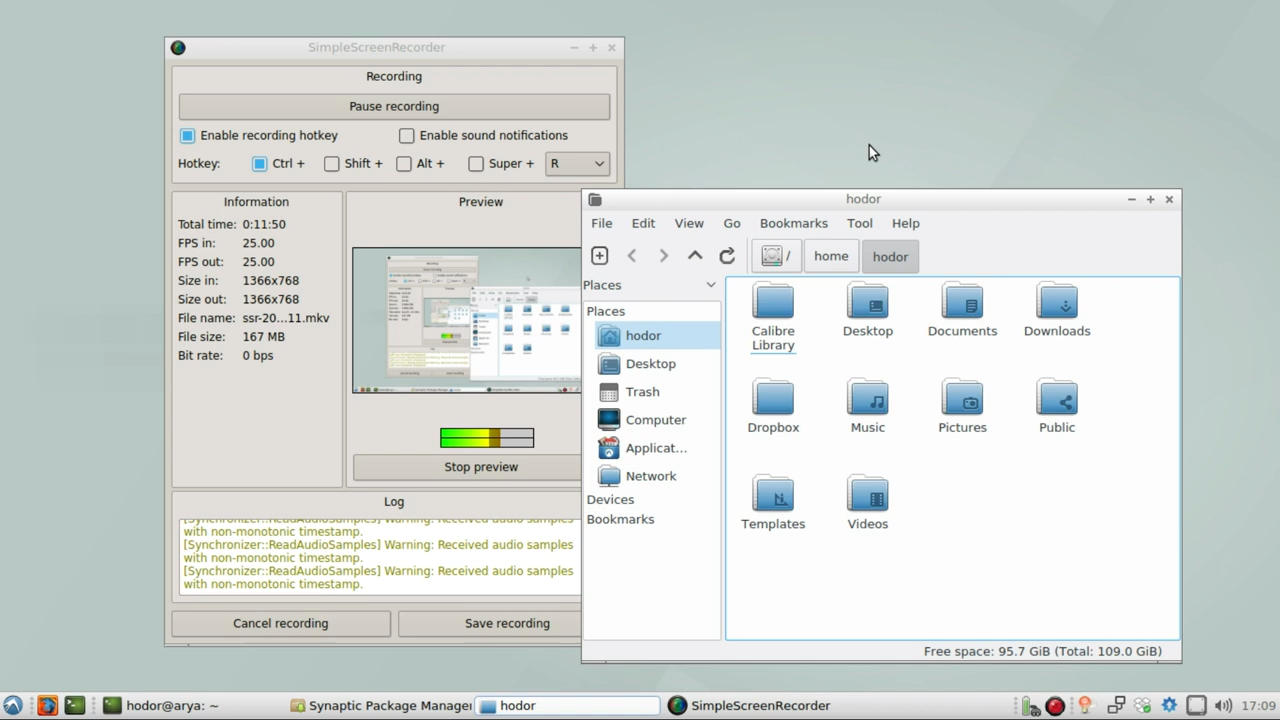 SimpleScreenRecorder
Recording
Pause recording
Enable recording hotkey
Enable sound notifications
Hotkey: Ctrl + Shift + Alt + Super + R
Information
Total time: 0:11:50
FPS in: 25.00
FPS out: 25.00
Size in: 1366x768
Size out: 1366x768
File name: ssr-20...11.mkv
File size: 167 MB
Bit rate: 0 bps
Preview
Stop preview
Log
[Synchronizer::ReadAudioSamples] Warning: Received audio samples
with non-monotonic timestamp.
[Synchronizer::ReadAudioSamples] Warning: Received audio samples
with non-monotonic timestamp.
[Synchronizer::ReadAudioSamples] Warning: Received audio samples
with non-monotonic timestamp.
Cancel recording
Save recording
hodor
File Edit View Go Bookmarks Tool Help
/ home hodor
Places
Places
hodor
Desktop
Trash
Computer
Applicat...
Network
Devices
Bookmarks
Calibre
Library
Desktop
Documents
Downloads
Dropbox
Music
Pictures
Public
Templates
Videos
Free space: 95.7 GiB (Total: 109.0 GiB)
hodor@arya: ~
Synaptic Package Manager
hodor
SimpleScreenRecorder
17:09